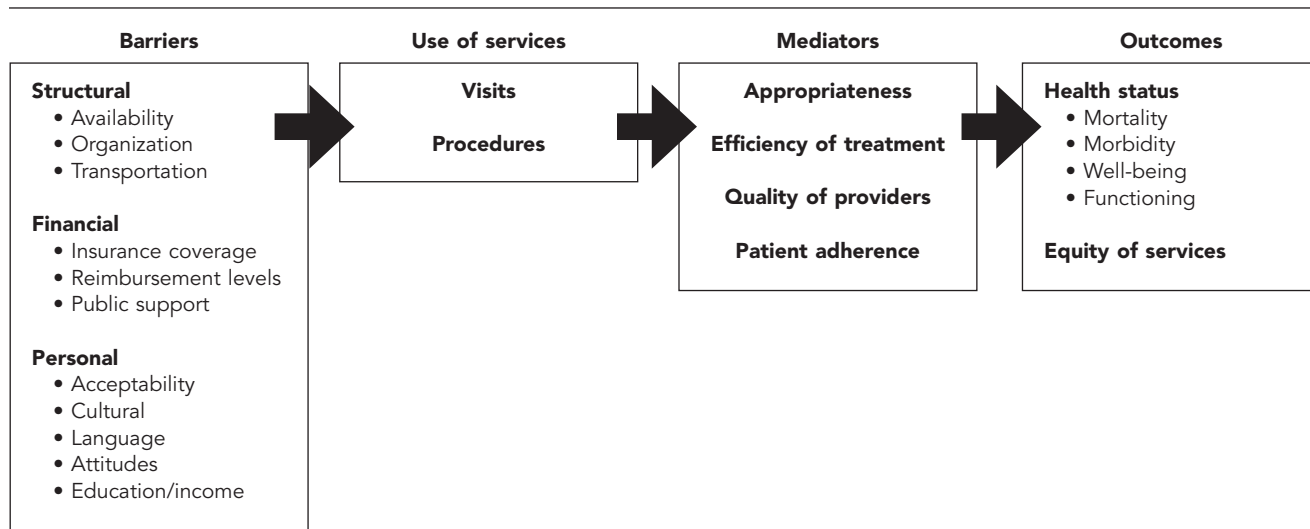 Barriers
Structural
• Availability
• Organization
• Transportation
Financial
• Insurance coverage
• Reimbursement levels
• Public support
Personal
• Acceptability
• Cultural
• Language
• Attitudes
• Education/income
Use of services
Visits
Procedures
Mediators
Appropriateness
Efficiency of treatment
Quality of providers
Patient adherence
Outcomes
Health status
• Mortality
• Morbidity
• Well-being
• Functioning
Equity of services